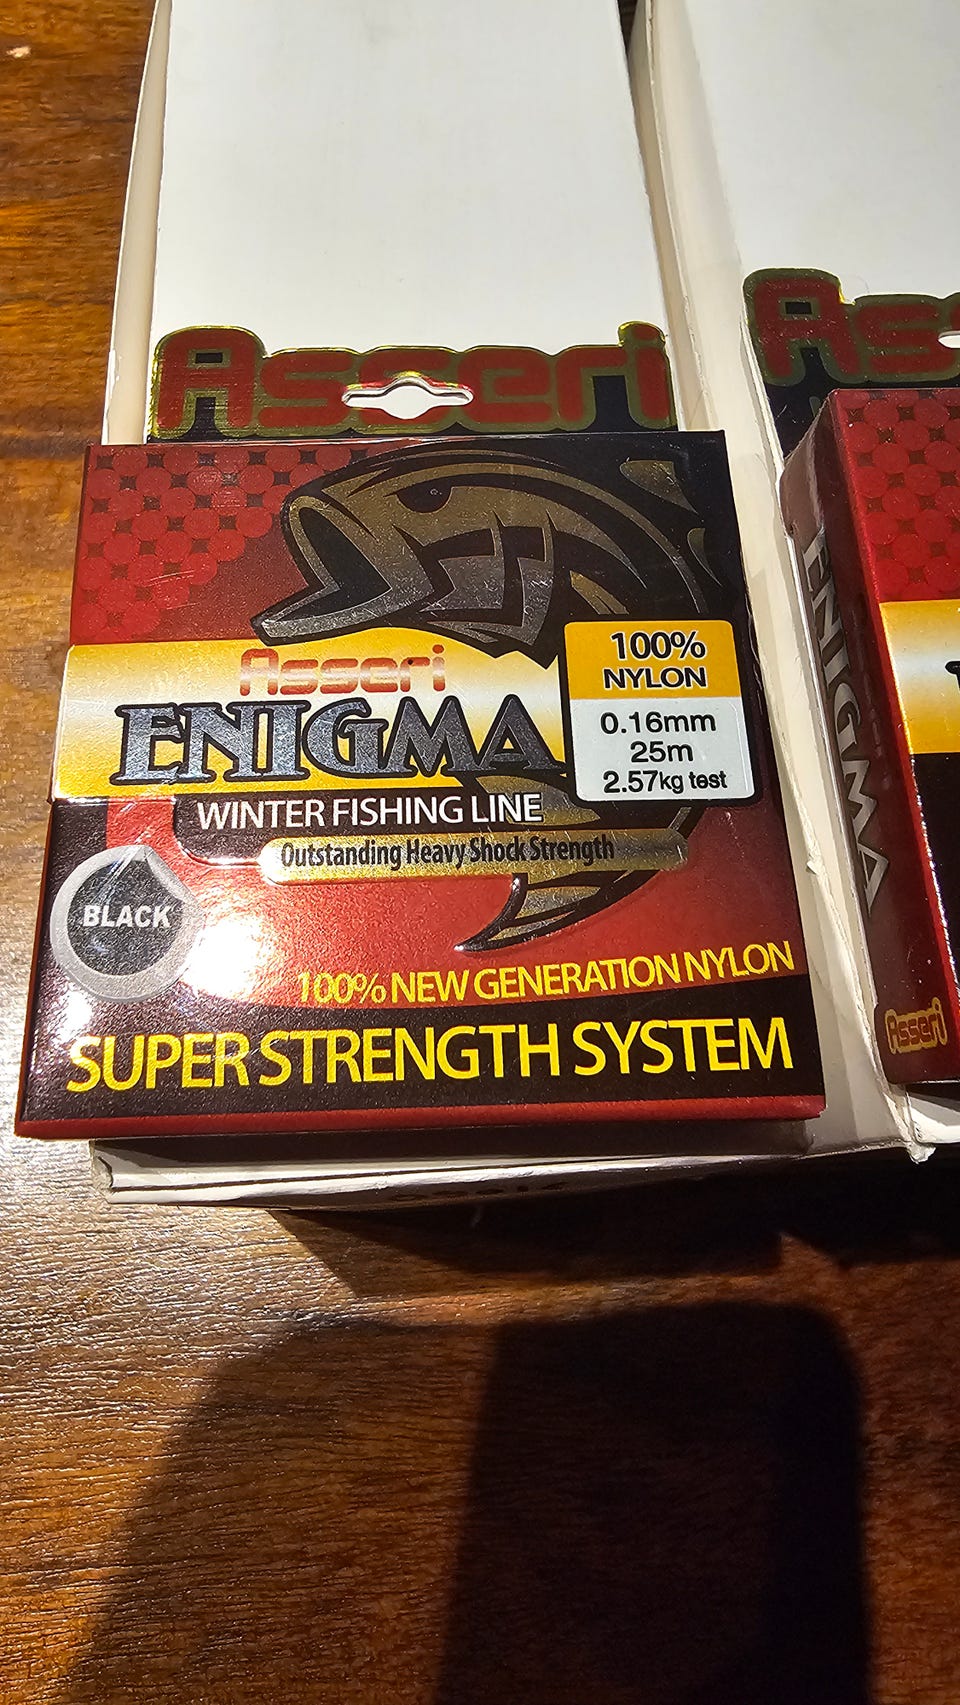 Asseri
Asseri
ENIGMA
100%
NYLON
0.16mm
25m
2.57kg test
WINTER FISHING LINE
Outstanding Heavy Shock Strength
BLACK
100% NEW GENERATION NYLON
SUPER STRENGTH SYSTEM
As
ENIGMA
Asseri